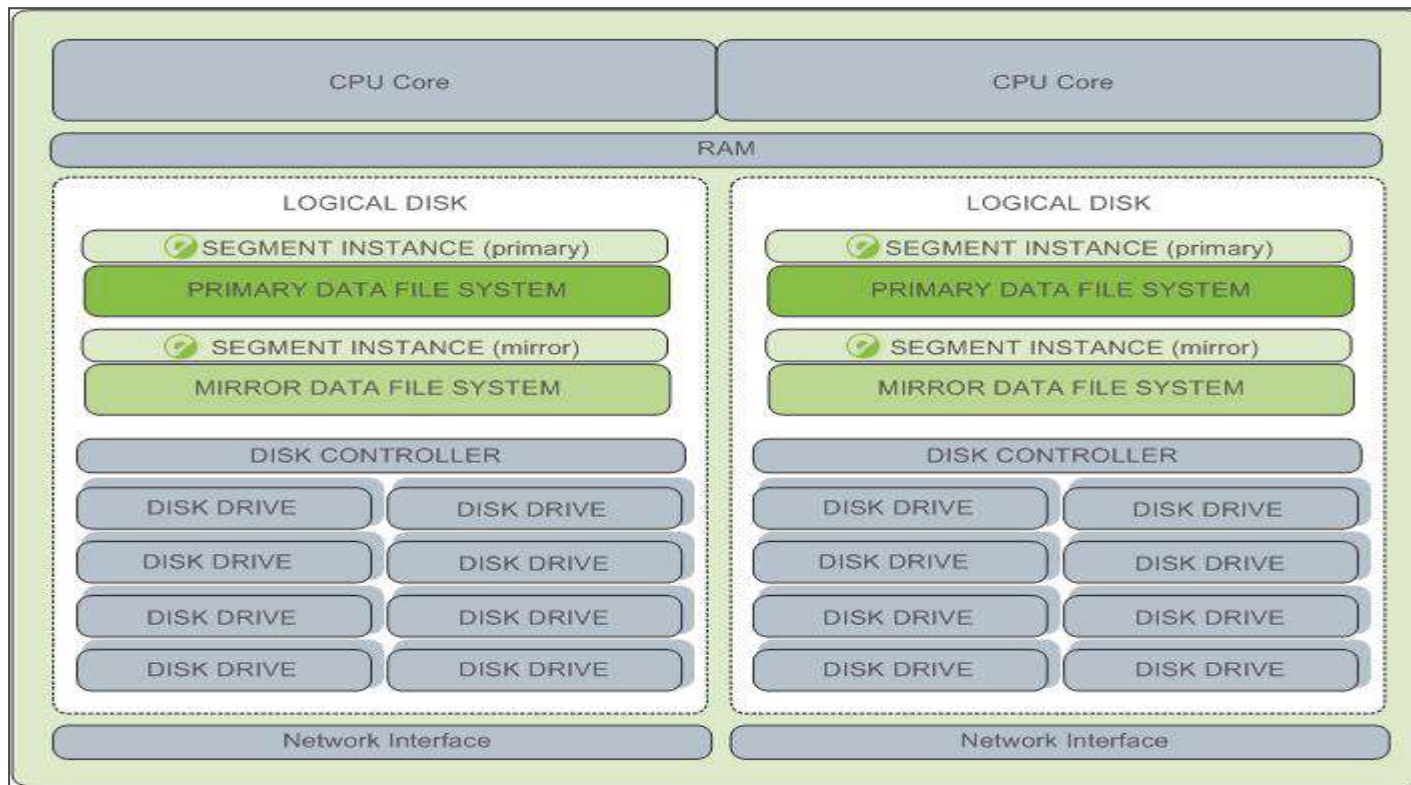 CPU Core
CPU Core
RAM
LOGICAL DISK
SEGMENT INSTANCE (primary)
PRIMARY DATA FILE SYSTEM
SEGMENT INSTANCE (mirror)
MIRROR DATA FILE SYSTEM
DISK CONTROLLER
DISK DRIVE
DISK DRIVE
DISK DRIVE
DISK DRIVE
DISK DRIVE
DISK DRIVE
DISK DRIVE
DISK DRIVE
LOGICAL DISK
SEGMENT INSTANCE (primary)
PRIMARY DATA FILE SYSTEM
SEGMENT INSTANCE (mirror)
MIRROR DATA FILE SYSTEM
DISK CONTROLLER
DISK DRIVE
DISK DRIVE
DISK DRIVE
DISK DRIVE
DISK DRIVE
DISK DRIVE
DISK DRIVE
DISK DRIVE
Network Interface
Network Interface